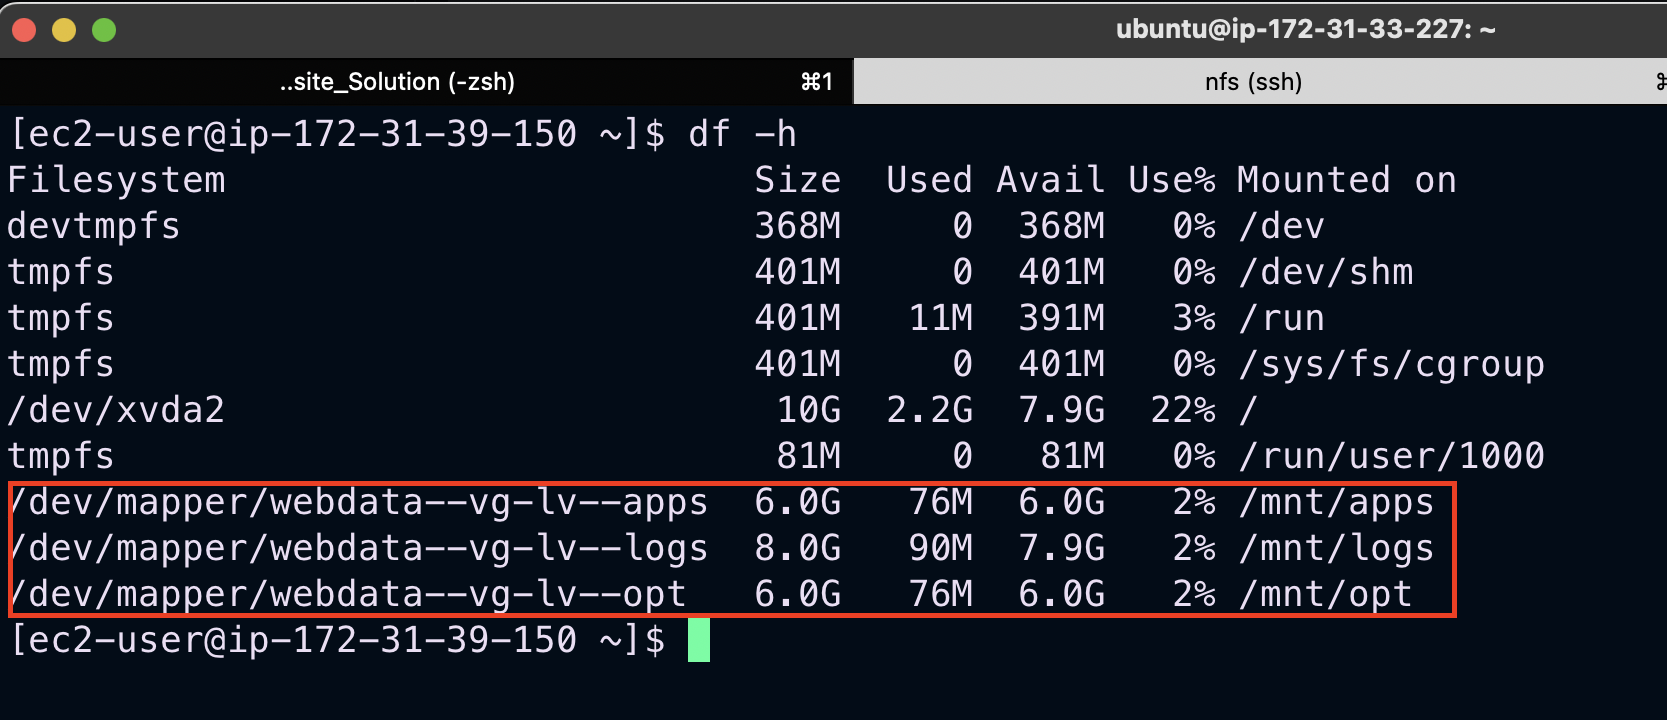 ubuntu@ip-172-31-33-227: ~
..site_Solution (-zsh) ⌘1 nfs (ssh) ⌘
[ec2-user@ip-172-31-39-150 ~]$ df -h
Filesystem Size Used Avail Use% Mounted on
devtmpfs 368M 0 368M 0% /dev
tmpfs 401M 0 401M 0% /dev/shm
tmpfs 401M 11M 391M 3% /run
tmpfs 401M 0 401M 0% /sys/fs/cgroup
/dev/xvda2 10G 2.2G 7.9G 22% /
tmpfs 81M 0 81M 0% /run/user/1000
/dev/mapper/webdata--vg-lv--apps 6.0G 76M 6.0G 2% /mnt/apps
/dev/mapper/webdata--vg-lv--logs 8.0G 90M 7.9G 2% /mnt/logs
/dev/mapper/webdata--vg-lv--opt 6.0G 76M 6.0G 2% /mnt/opt
[ec2-user@ip-172-31-39-150 ~]$